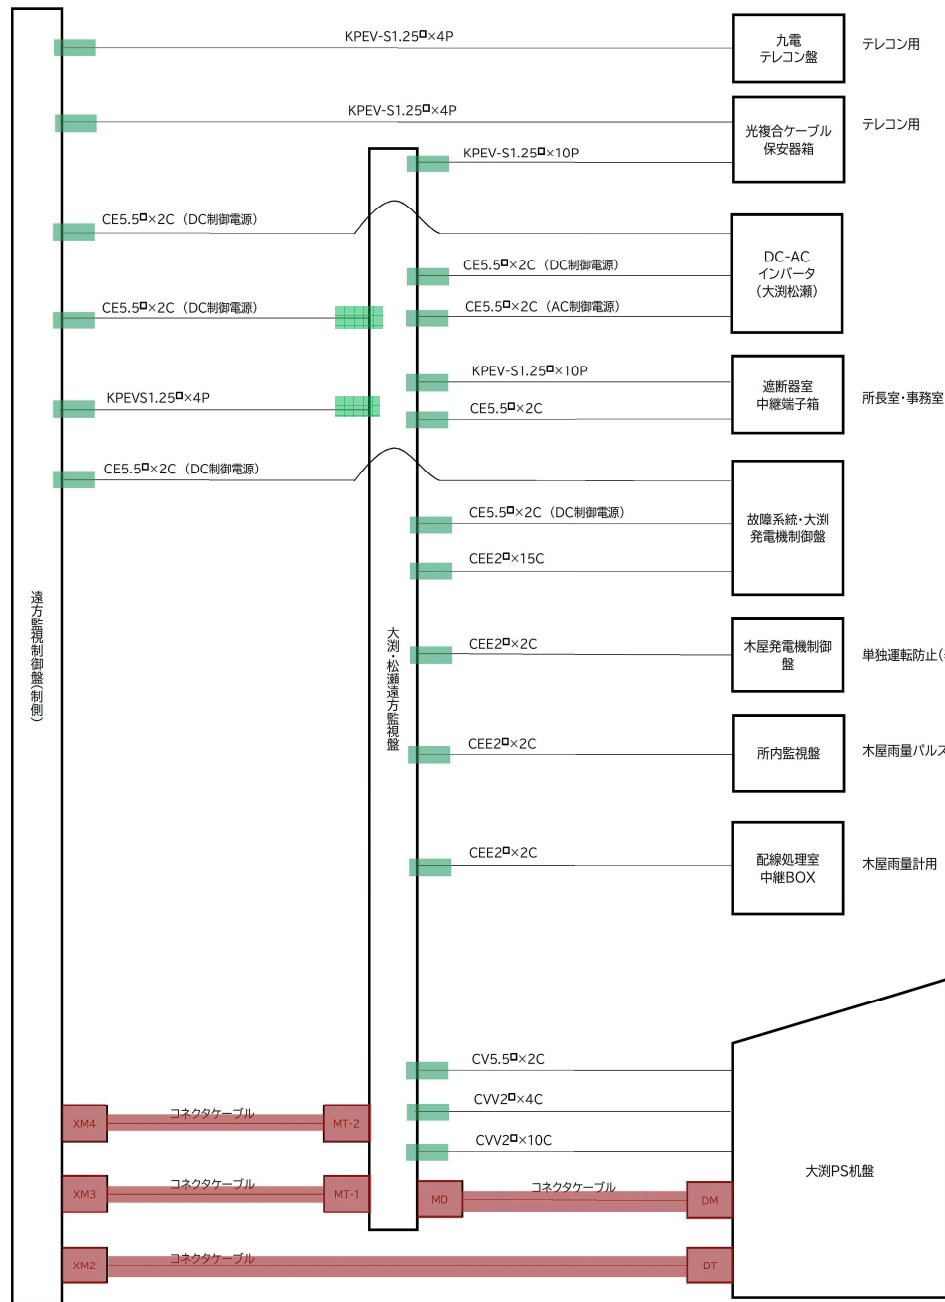 KPEV-S1.25□×4P
九電
テレコン盤
テレコン用
KPEV-S1.25□×4P
光複合ケーブル
保安器箱
テレコン用
KPEV-S1.25□×10P
CE5.5□×2C（DC制御電源）
DC-AC
インバータ
（大渕松瀬）
CE5.5□×2C（DC制御電源）
CE5.5□×2C（DC制御電源）
CE5.5□×2C（AC制御電源）
KPEV-S1.25□×10P
遮断器室
中継端子箱
所長室・事務室
KPEVS1.25□×4P
CE5.5□×2C
CE5.5□×2C（DC制御電源）
CE5.5□×2C（DC制御電源）
故障系統・大渕
発電機制御盤
CEE2□×15C
遠方監視制御盤（制側）
大渕・松瀬遠方監視盤
CEE2□×2C
木屋発電機制御
盤
単独運転防止（
CEE2□×2C
所内監視盤
木屋雨量パルス
CEE2□×2C
配線処理室
中継BOX
木屋雨量計用
CV5.5□×2C
CVV2□×4C
CVV2□×10C
大渕PS机盤
XM4
コネクタケーブル
MT-2
XM3
コネクタケーブル
MT-1
MD
コネクタケーブル
DM
XM2
コネクタケーブル
DT